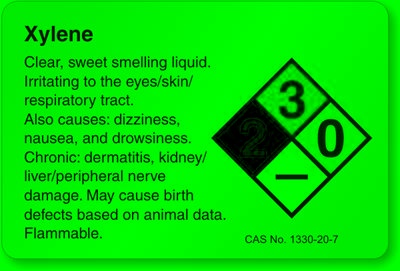 Xylene
Clear, sweet smelling liquid.
Irritating to the eyes/skin/
respiratory tract.
Also causes: dizziness,
nausea, and drowsiness.
Chronic: dermatitis, kidney/
liver/peripheral nerve
damage. May cause birth
defects based on animal data.
Flammable.
3
2
0
—
CAS No. 1330-20-7